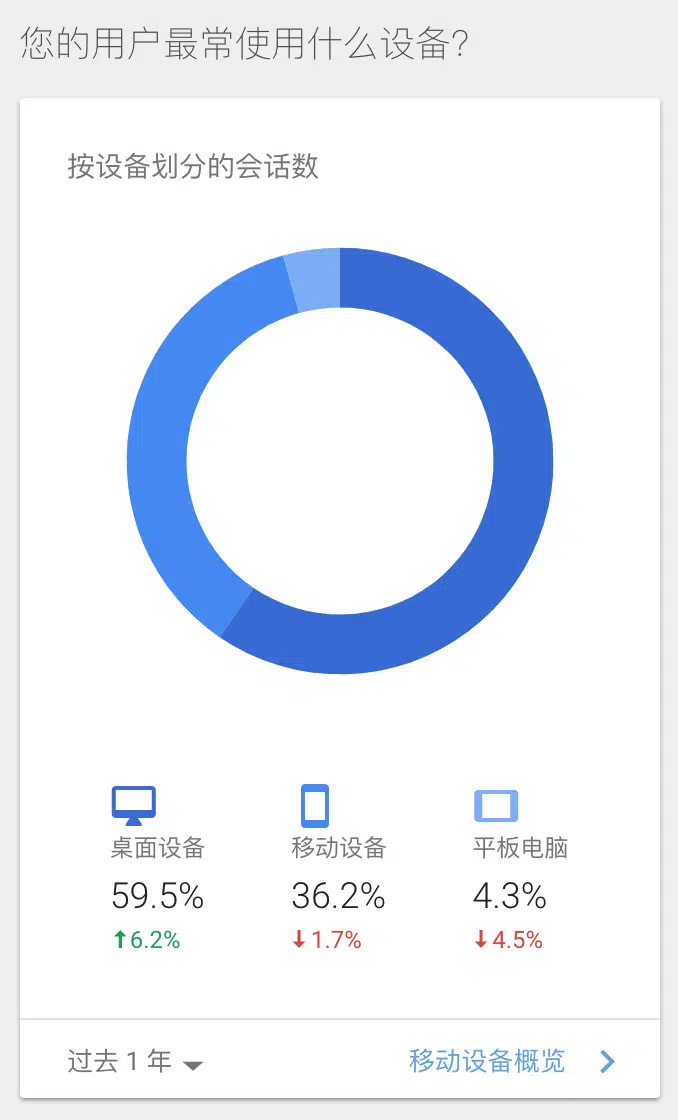 您的用户最常使用什么设备?
按设备划分的会话数
桌面设备 移动设备 平板电脑
59.5% 36.2% 4.3%
6.2% 1.7% 4.5%
过去 1 年 移动设备概览